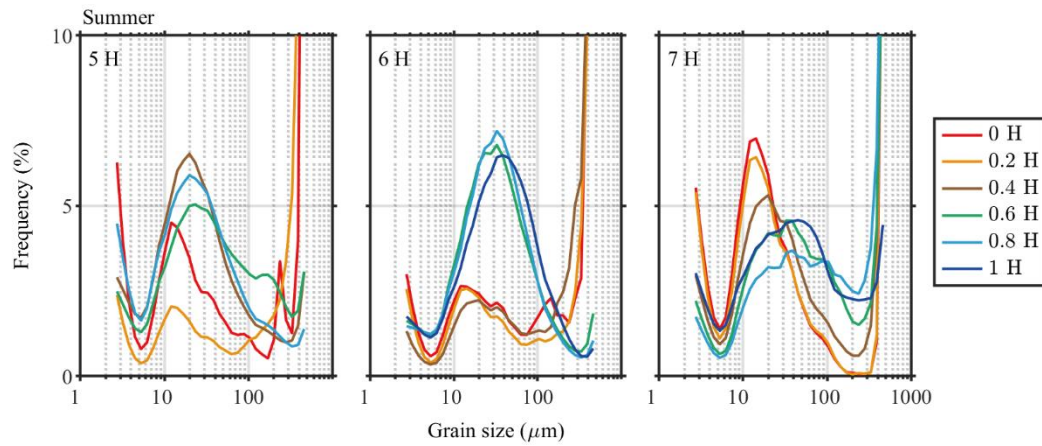 Summer
10
5
0
Frequency (%)
5 H
6 H
7 H
1 10 100
1 10 100
1 10 100 1000
Grain size (μm)
0 H
0.2 H
0.4 H
0.6 H
0.8 H
1 H